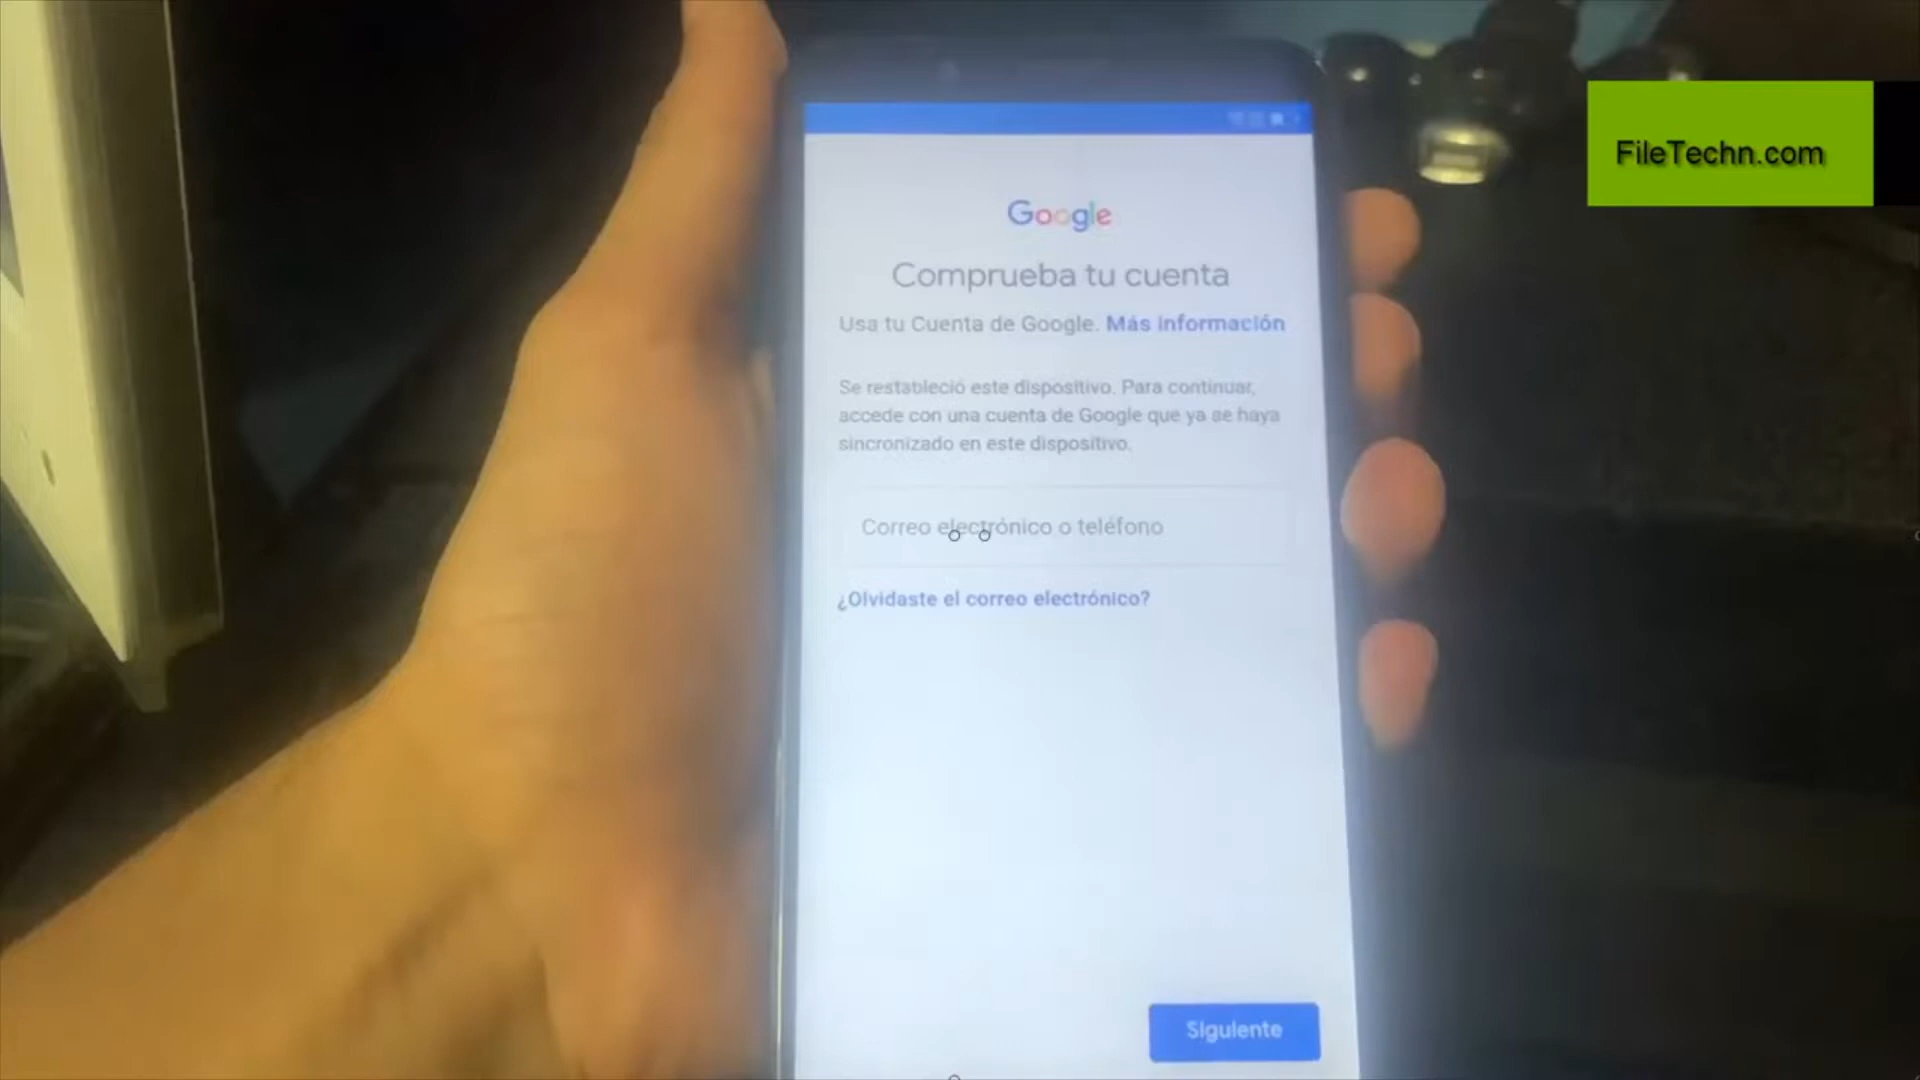 FileTechn.com
Google
Comprueba tu cuenta
Usa tu Cuenta de Google. Más información
Se restableció este dispositivo. Para continuar,
accede con una cuenta de Google que ya se haya
sincronizado en este dispositivo.
Correo electrónico o teléfono
¿Olvidaste el correo electrónico?
Siguiente